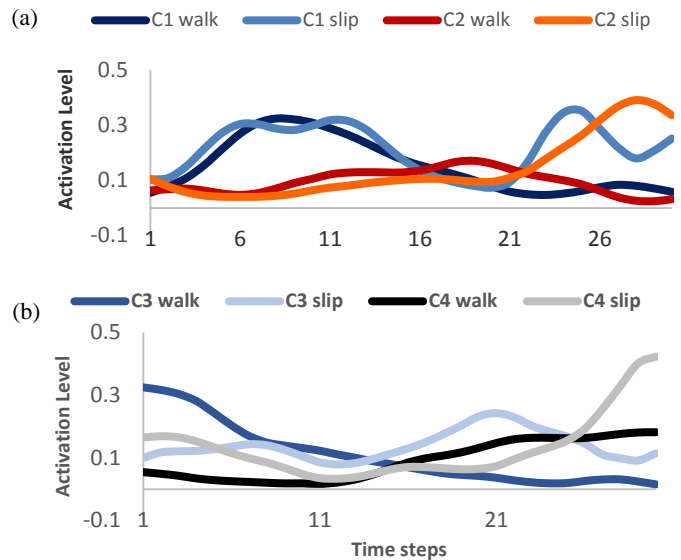 (a)
C1 walk C1 slip C2 walk C2 slip
Activation Level
0.5
0.3
0.1
-0.1
1 6 11 16 21 26
(b)
C3 walk C3 slip C4 walk C4 slip
Activation Level
0.5
0.3
0.1
-0.1
1 11 21
Time steps